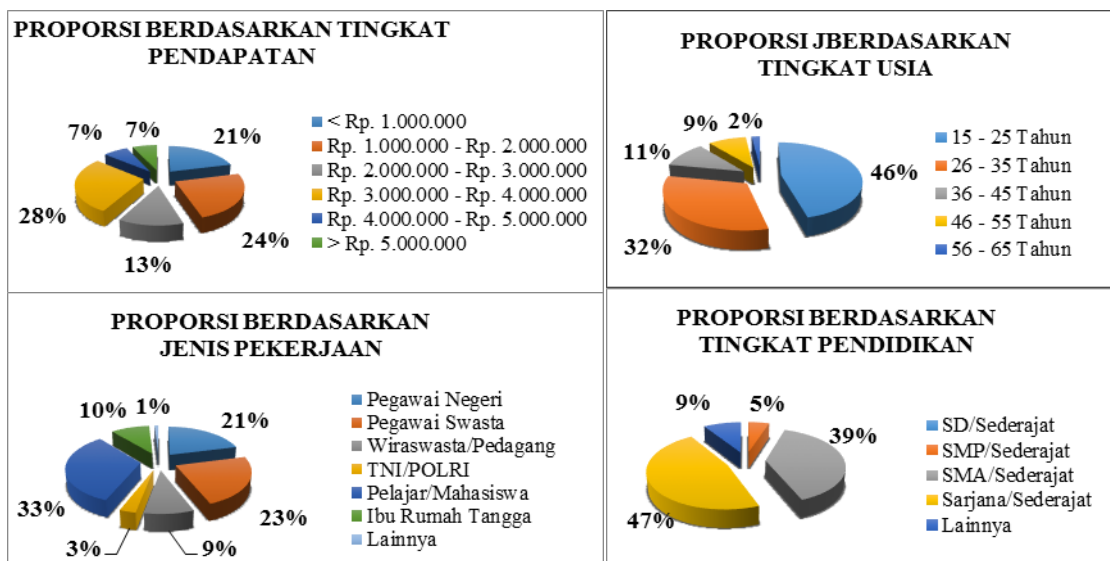 PROPORSI BERDASARKAN TINGKAT
PENDAPATAN
7%
7%
21%
28%
13%
24%
< Rp. 1.000.000
Rp. 1.000.000 - Rp. 2.000.000
Rp. 2.000.000 - Rp. 3.000.000
Rp. 3.000.000 - Rp. 4.000.000
Rp. 4.000.000 - Rp. 5.000.000
> Rp. 5.000.000
PROPORSI JBERDASARKAN
TINGKAT USIA
9%
2%
11%
46%
32%
15 - 25 Tahun
26 - 35 Tahun
36 - 45 Tahun
46 - 55 Tahun
56 - 65 Tahun
PROPORSI BERDASARKAN
JENIS PEKERJAAN
10%
1%
21%
33%
23%
3%
9%
Pegawai Negeri
Pegawai Swasta
Wiraswasta/Pedagang
TNI/POLRI
Pelajar/Mahasiswa
Ibu Rumah Tangga
Lainnya
PROPORSI BERDASARKAN
TINGKAT PENDIDIKAN
9%
5%
39%
47%
SD/Sederajat
SMP/Sederajat
SMA/Sederajat
Sarjana/Sederajat
Lainnya